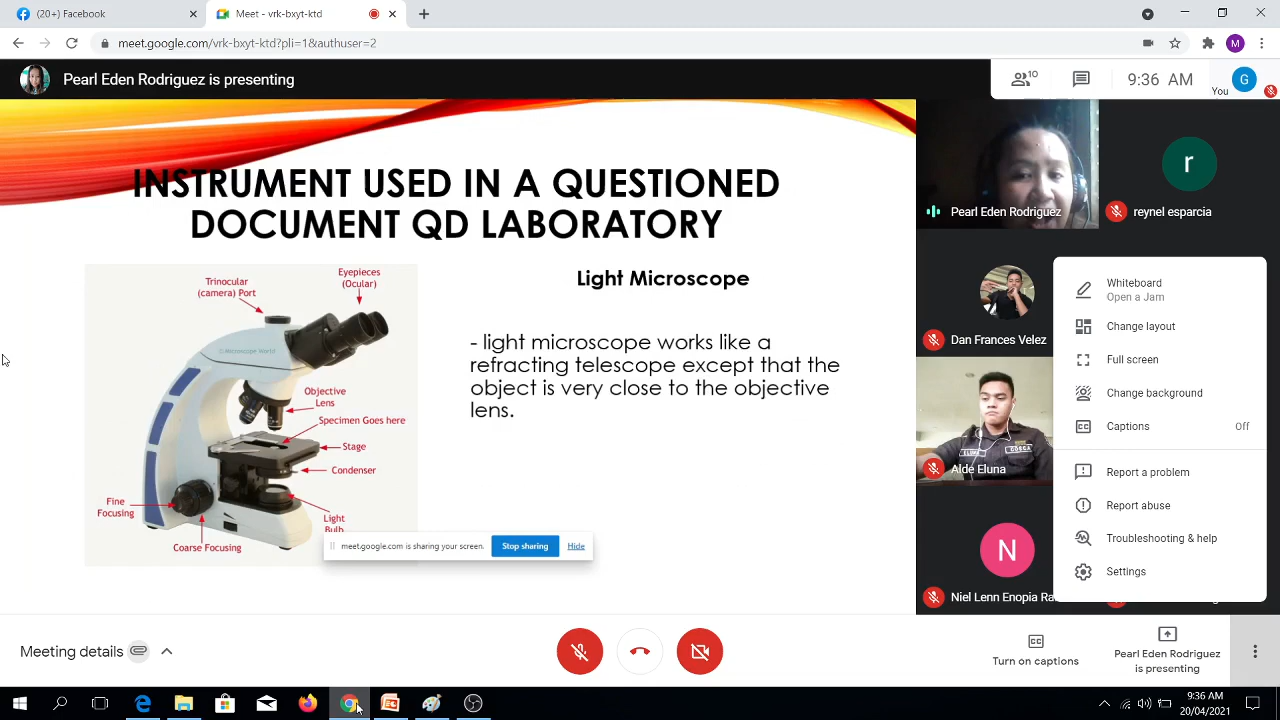 (20+) Facebook
Meet - vrk-bxyt-ktd
meet.google.com/vrk-bxyt-ktd?pli=1&authuser=2
M
Pearl Eden Rodriguez is presenting
10
9:36 AM
You
G
INSTRUMENT USED IN A QUESTIONED
DOCUMENT QD LABORATORY
Light Microscope
- light microscope works like a
refracting telescope except that the
object is very close to the objective
lens.
Eyepieces
(Ocular)
Trinocular
(camera) Port
Microscope World
Objective
Lens
Specimen Goes here
Stage
Condenser
Fine
Focusing
Light
Bulb
Coarse Focusing
meet.google.com is sharing your screen.
Stop sharing
Hide
Pearl Eden Rodriguez
r
reynel esparcia
Dan Frances Velez
ELUNA
Alde Eluna
N
Niel Lenn Enopia Ra
Whiteboard
Open a Jam
Change layout
Full screen
Change background
Captions
Off
Report a problem
Report abuse
Troubleshooting & help
Settings
Meeting details
Turn on captions
Pearl Eden Rodriguez
is presenting
9:36 AM
20/04/2021